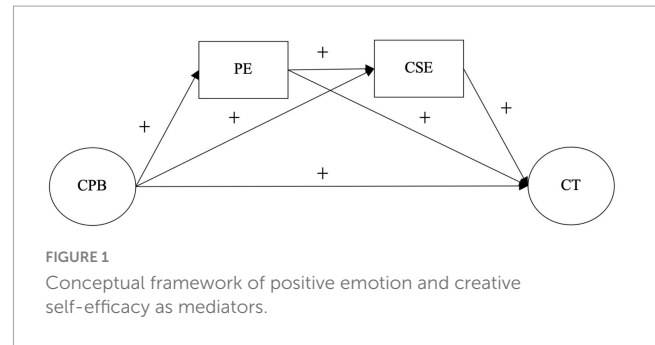 +
PE
CSE
+
+
+
+
CPB
+
CT
FIGURE 1
Conceptual framework of positive emotion and creative
self-efficacy as mediators.